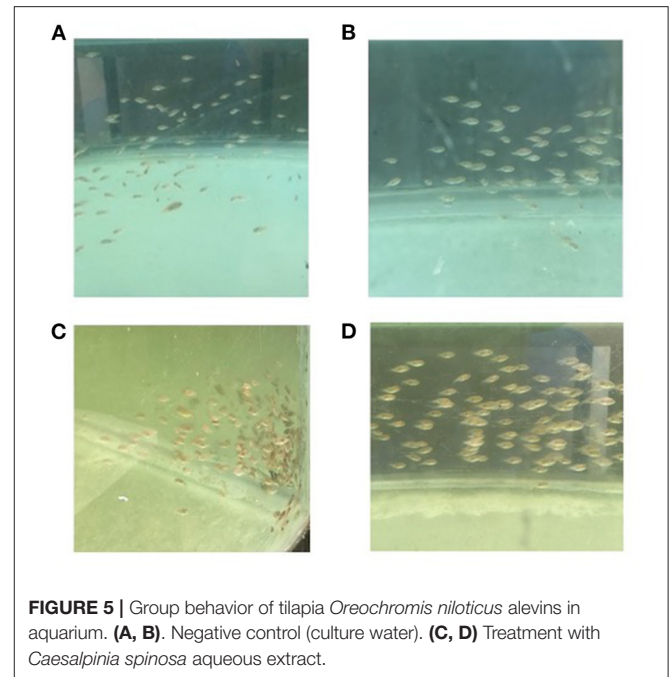 A
B
C
D
FIGURE 5 | Group behavior of tilapia Oreochromis niloticus alevins in
aquarium. (A, B). Negative control (culture water). (C, D) Treatment with
Caesalpinia spinosa aqueous extract.